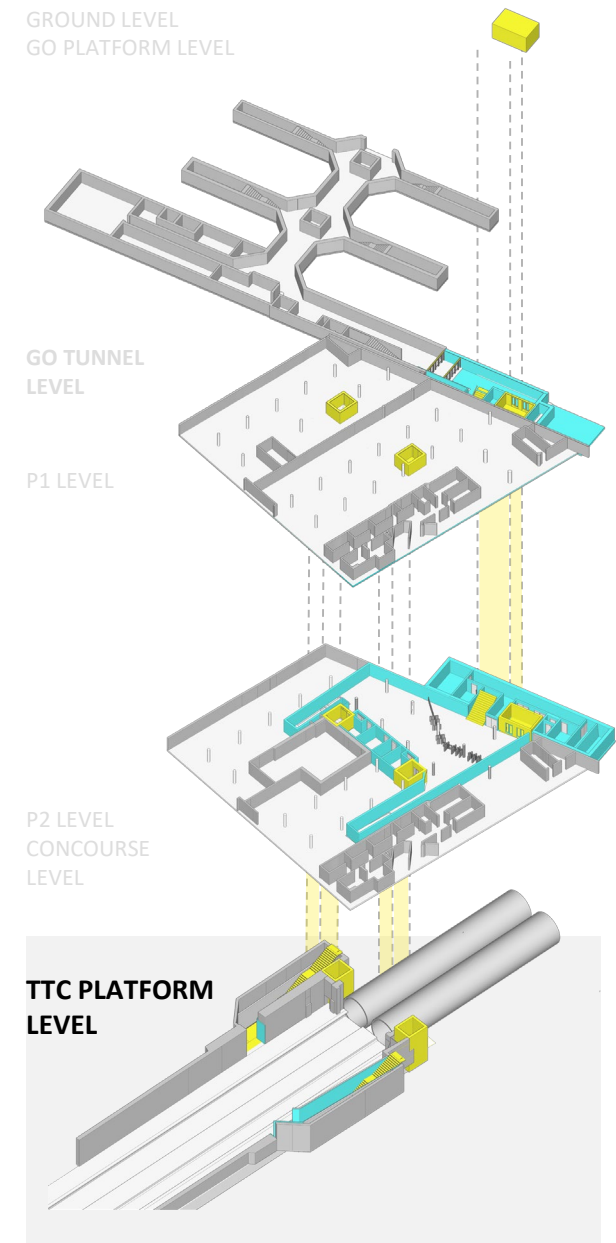 GROUND LEVEL
GO PLATFORM LEVEL
GO TUNNEL
LEVEL
P1 LEVEL
P2 LEVEL
CONCOURSE
LEVEL
TTC PLATFORM
LEVEL